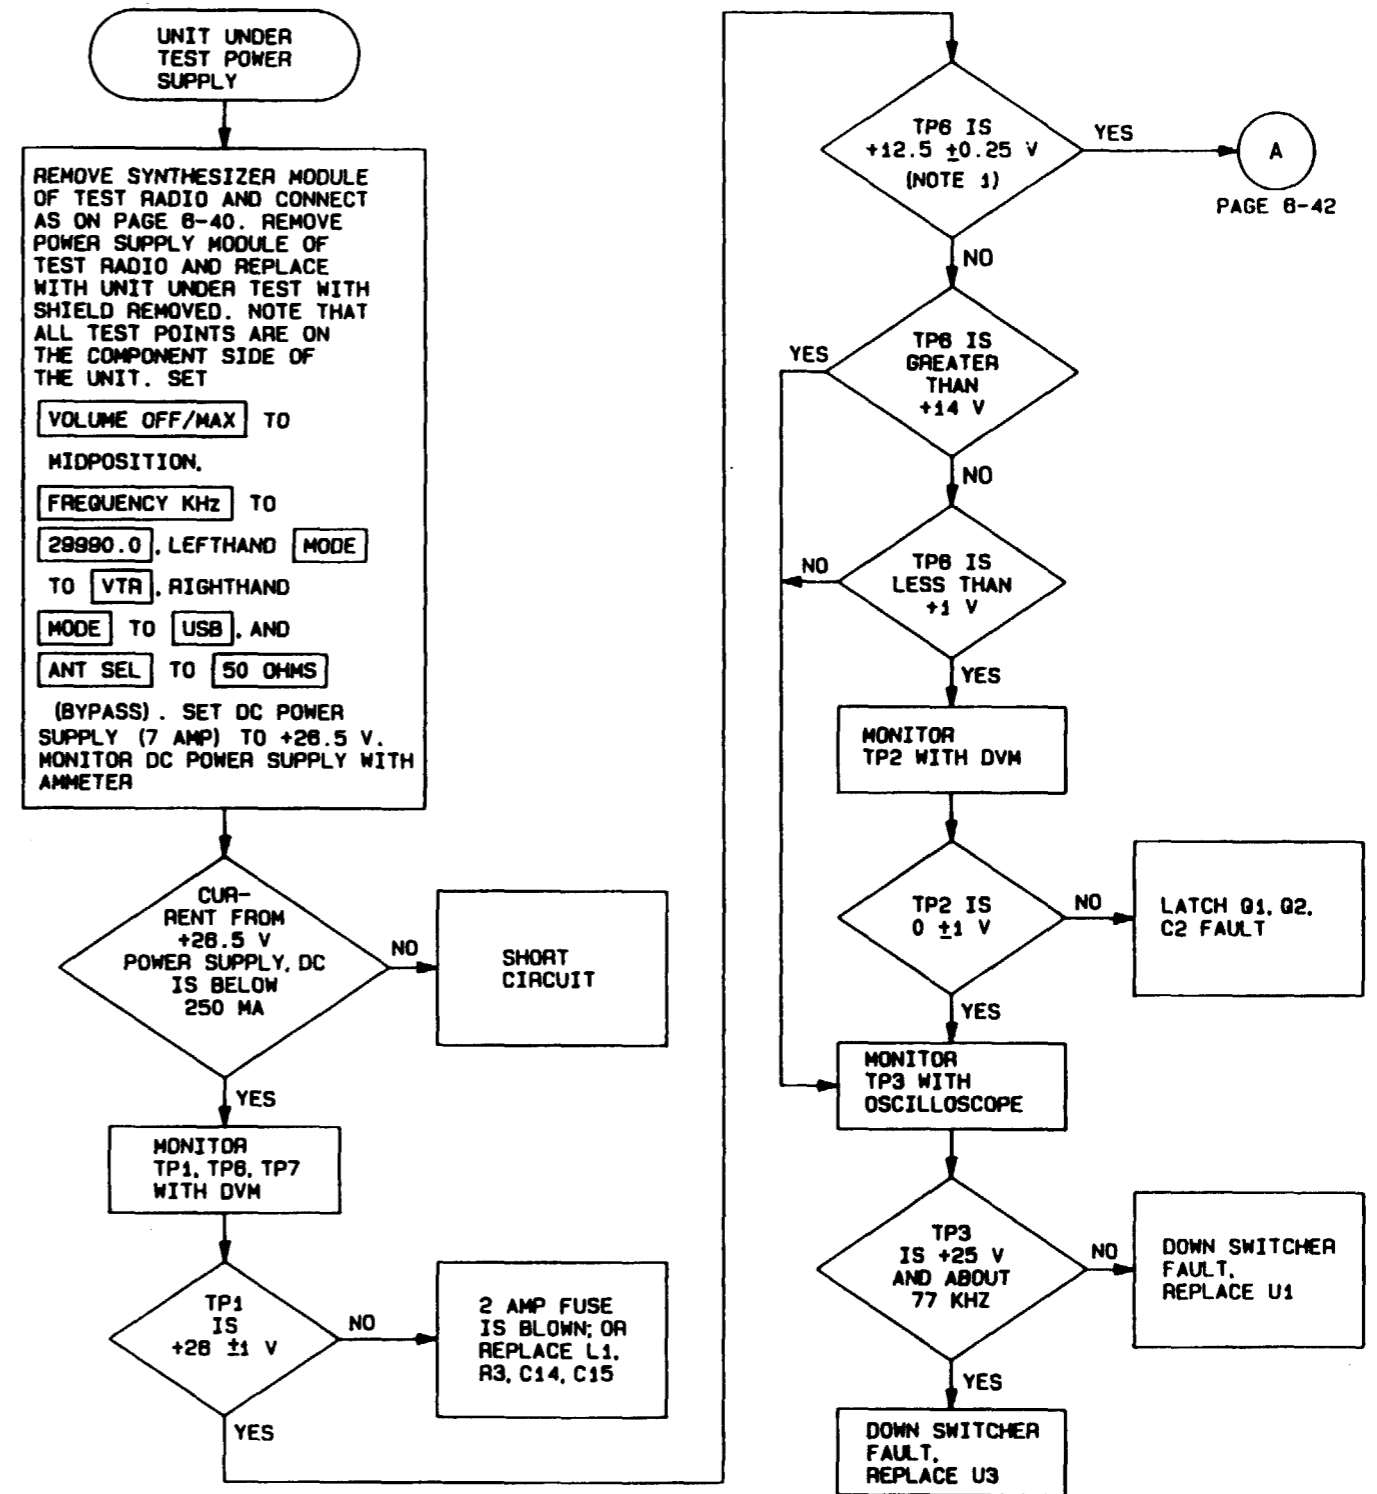 UNIT UNDER
TEST POWER
SUPPLY
REMOVE SYNTHESIZER MODULE
OF TEST RADIO AND CONNECT
AS ON PAGE 6-40. REMOVE
POWER SUPPLY MODULE OF
TEST RADIO AND REPLACE
WITH UNIT UNDER TEST WITH
SHIELD REMOVED. NOTE THAT
ALL TEST POINTS ARE ON
THE COMPONENT SIDE OF
THE UNIT. SET
VOLUME OFF/MAX TO
MIDPOSITION,
FREQUENCY KHz TO
29990.0, LEFTHAND MODE
TO VTR, RIGHTHAND
MODE TO USB, AND
ANT SEL TO 50 OHMS
(BYPASS). SET DC POWER
SUPPLY (7 AMP) TO +26.5 V.
MONITOR DC POWER SUPPLY WITH
AMMETER
CUR-
RENT FROM
+26.5 V
POWER SUPPLY, DC
IS BELOW
250 MA
NO
SHORT
CIRCUIT
YES
MONITOR
TP1, TP6, TP7
WITH DVM
TP1
IS
+26 ±1 V
NO
2 AMP FUSE
IS BLOWN; OR
REPLACE L1,
R3, C14, C15
YES
TP6 IS
+12.5 ±0.25 V
(NOTE 1)
YES
A
PAGE 6-42
NO
TP6 IS
GREATER
THAN
+14 V
YES
NO
TP6 IS
LESS THAN
+1 V
NO
YES
MONITOR
TP2 WITH DVM
TP2 IS
0 ±1 V
NO
LATCH Q1, Q2,
C2 FAULT
YES
MONITOR
TP3 WITH
OSCILLOSCOPE
TP3
IS +25 V
AND ABOUT
77 KHZ
NO
DOWN SWITCHER
FAULT,
REPLACE U1
YES
DOWN SWITCHER
FAULT,
REPLACE U3